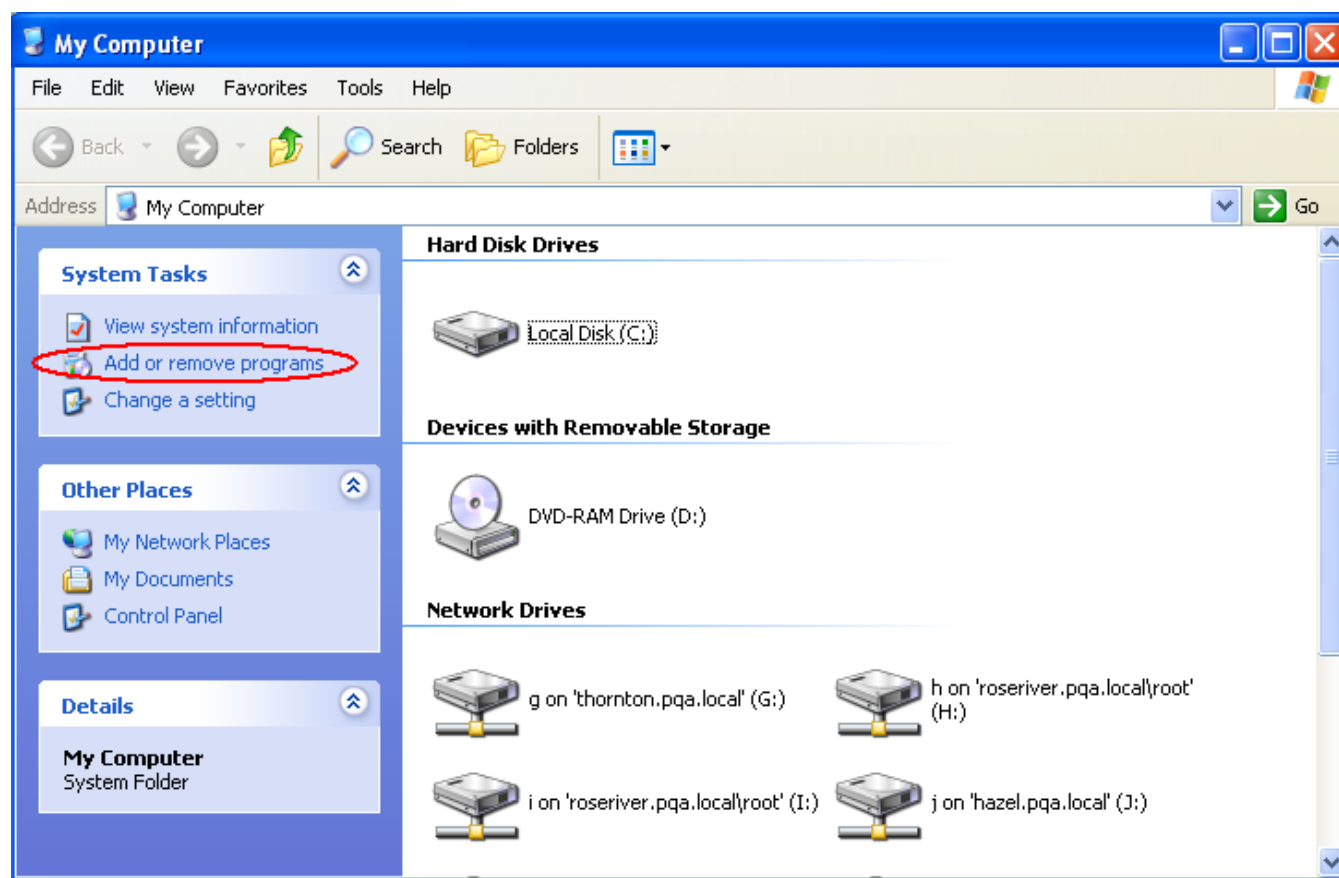 My Computer
File Edit View Favorites Tools Help
Back Search Folders
Address My Computer Go
System Tasks
View system information
Add or remove programs
Change a setting
Other Places
My Network Places
My Documents
Control Panel
Details
My Computer
System Folder
Hard Disk Drives
Local Disk (C:)
Devices with Removable Storage
DVD-RAM Drive (D:)
Network Drives
g on 'thornton.pqa.local' (G:)
h on 'roseriver.pqa.local\root'
(H:)
i on 'roseriver.pqa.local\root' (I:)
j on 'hazel.pqa.local' (J:)